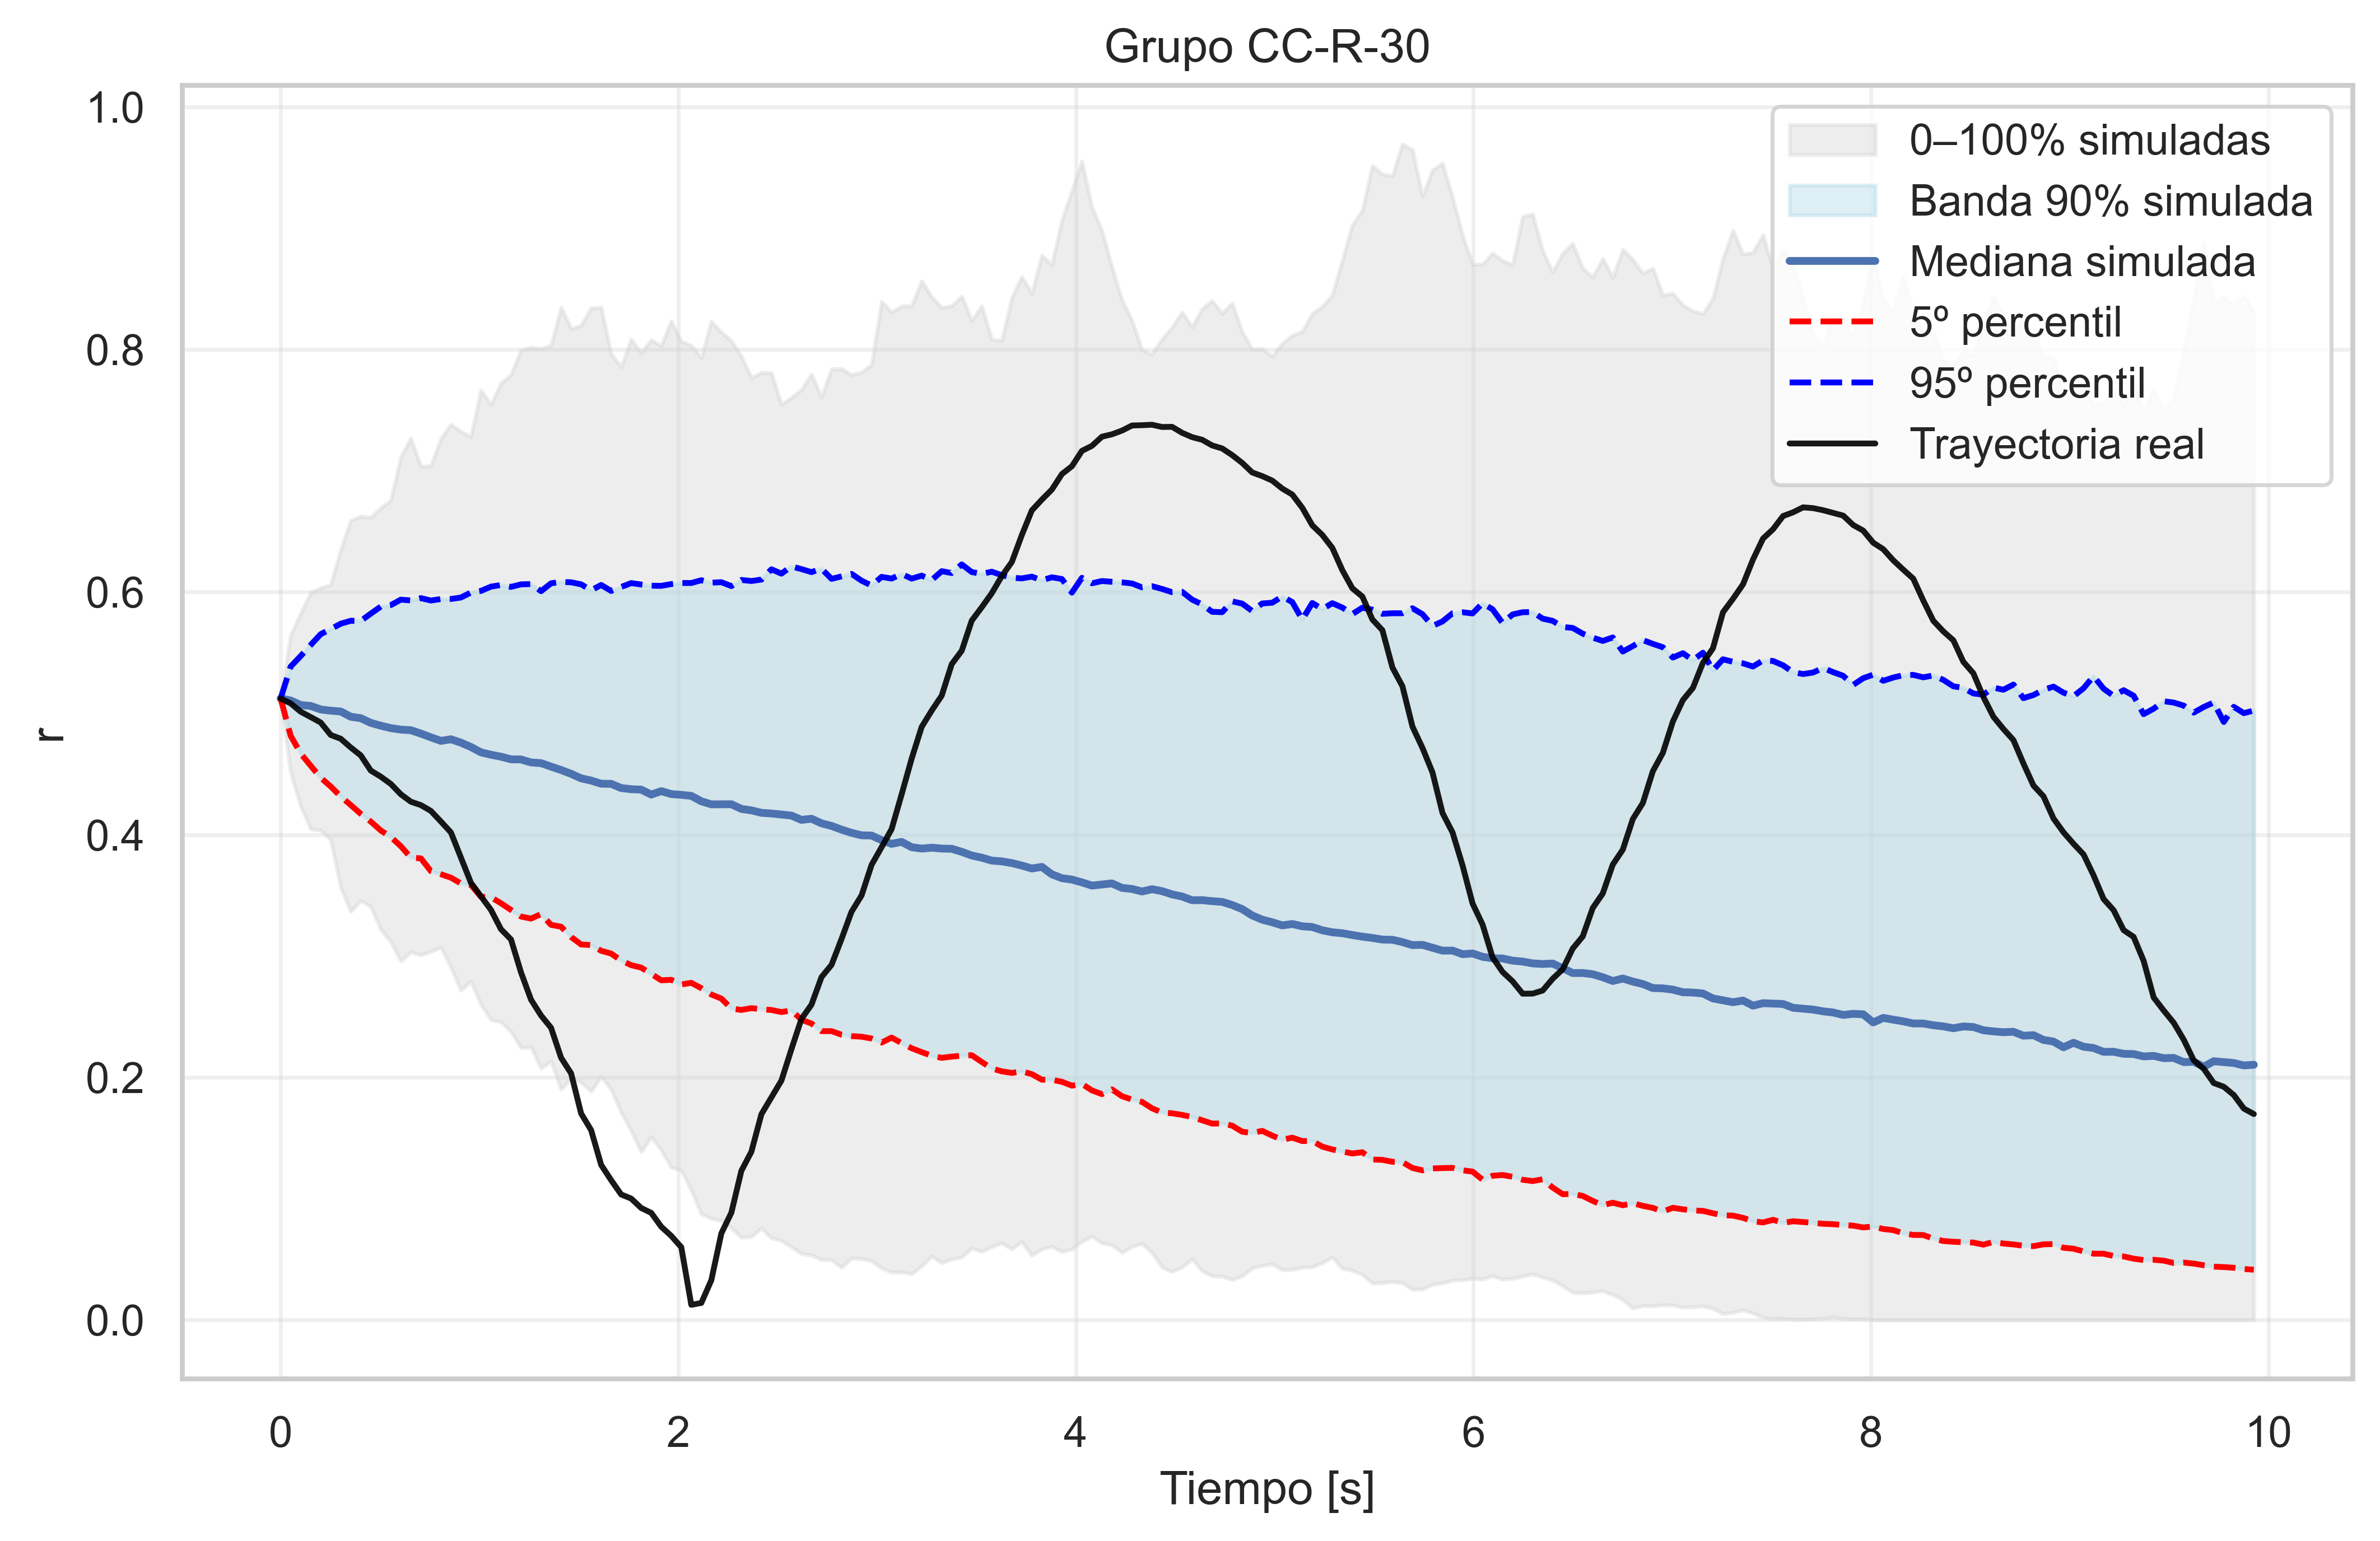 Grupo CC-R-30
1.0
0.8
0.6
0.4
0.2
0.0
r
0
2
4
6
8
10
Tiempo [s]
0–100% simuladas
Banda 90% simulada
Mediana simulada
5º percentil
95º percentil
Trayectoria real